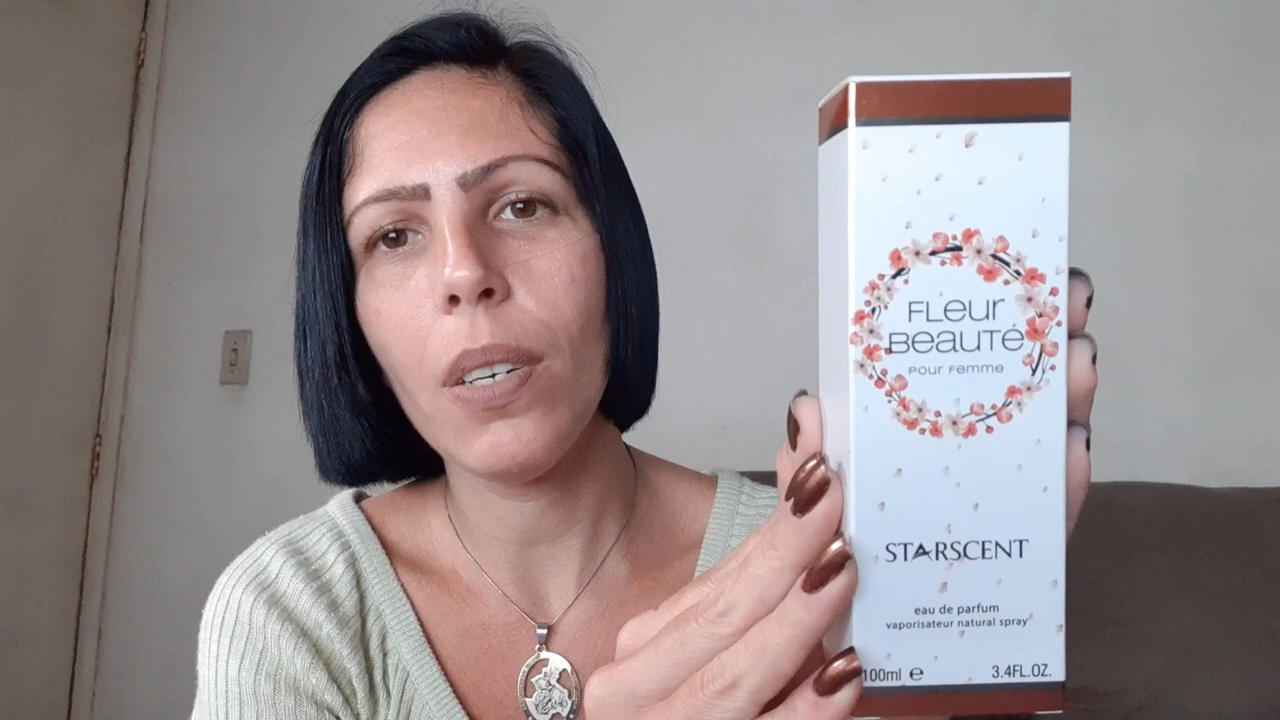 FLeur
Beauté
Pour Femme
STARSCENT
eau de parfum
vaporisateur natural spray
100ml e 3.4FL.OZ.